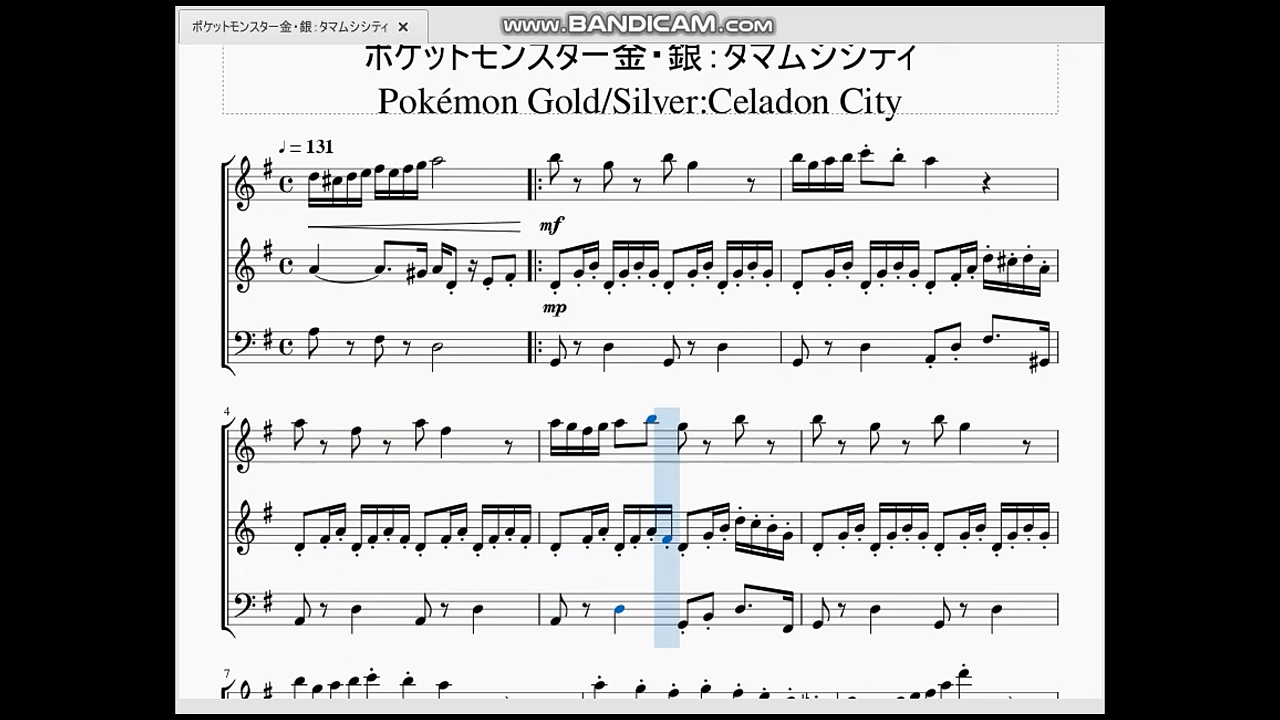 ポケットモンスター金・銀：タマムシシティ ×
www.BANDICAM.com
ポケットモンスター金・銀：タマムシシティ
Pokémon Gold/Silver:Celadon City
♩= 131
mf
mp
4
7